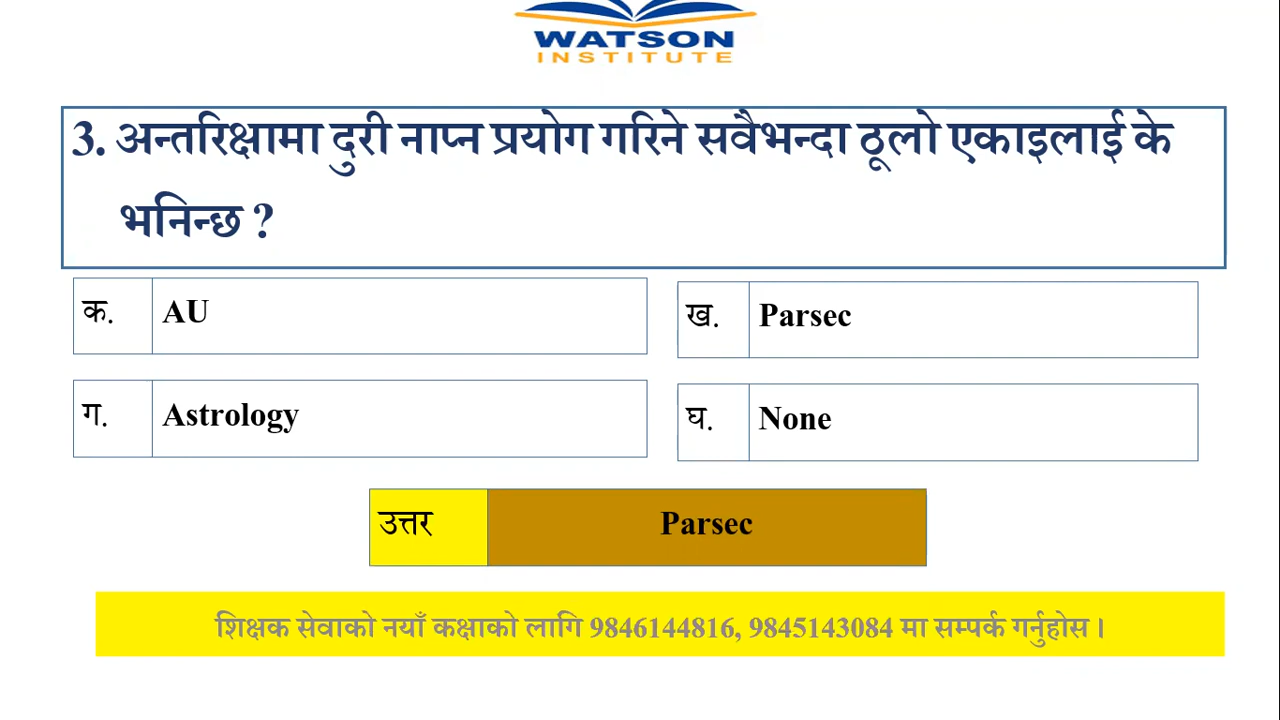 WATSON
INSTITUTE
3. अन्तरिक्षामा दुरी नाप्न प्रयोग गरिने सवैभन्दा ठूलो एकाइलाई के
भनिन्छ ?
क. AU
ख. Parsec
ग. Astrology
घ. None
उत्तर Parsec
शिक्षक सेवाको नयाँ कक्षाको लागि 9846144816, 9845143084 मा सम्पर्क गर्नुहोस ।